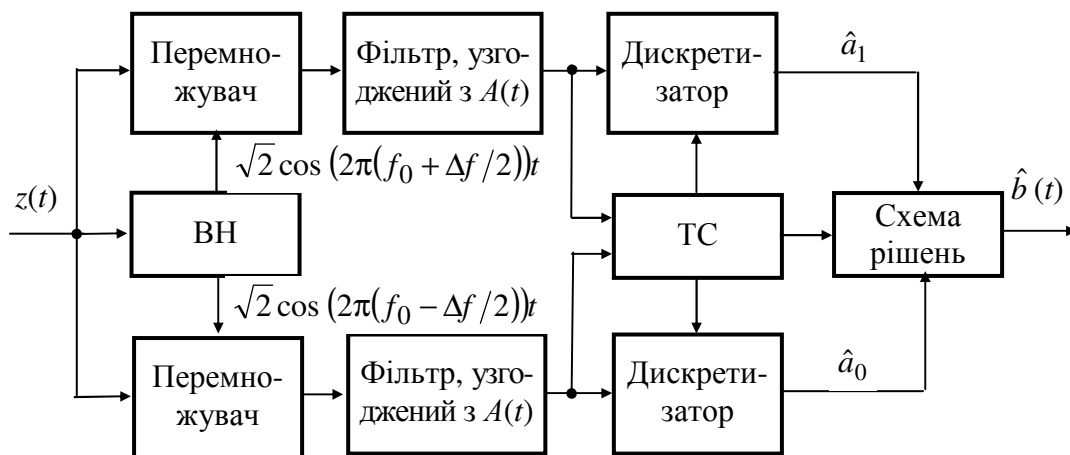 Перемно-
жувач
Фільтр, узго-
джений з A(t)
Дискрети-
затор
â₁
√2 cos (2π(f₀ + Δf/2))t
z(t)
ВН
ТС
Схема
рішень
b̂ (t)
√2 cos (2π(f₀ − Δf/2))t
Перемно-
жувач
Фільтр, узго-
джений з A(t)
Дискрети-
затор
â₀